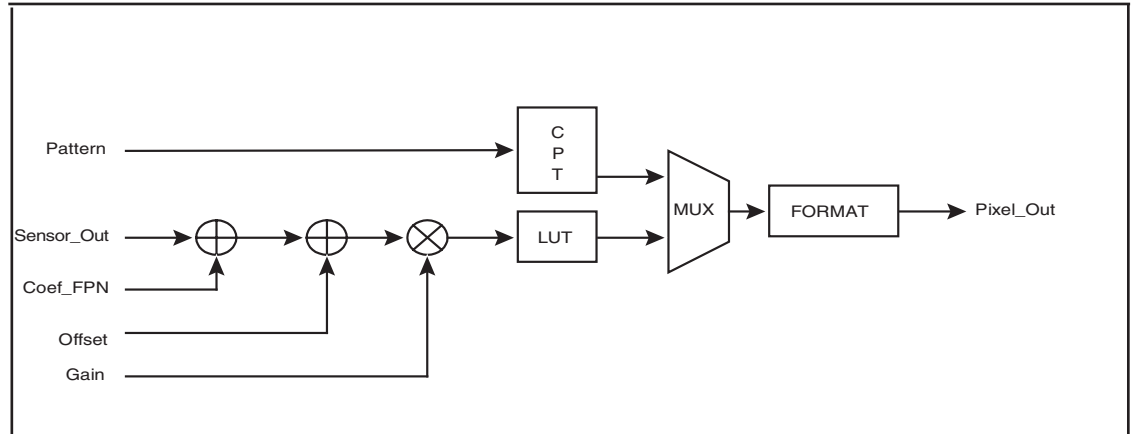 Pattern
C
P
T
MUX
FORMAT
Pixel_Out
Sensor_Out
LUT
Coef_FPN
Offset
Gain